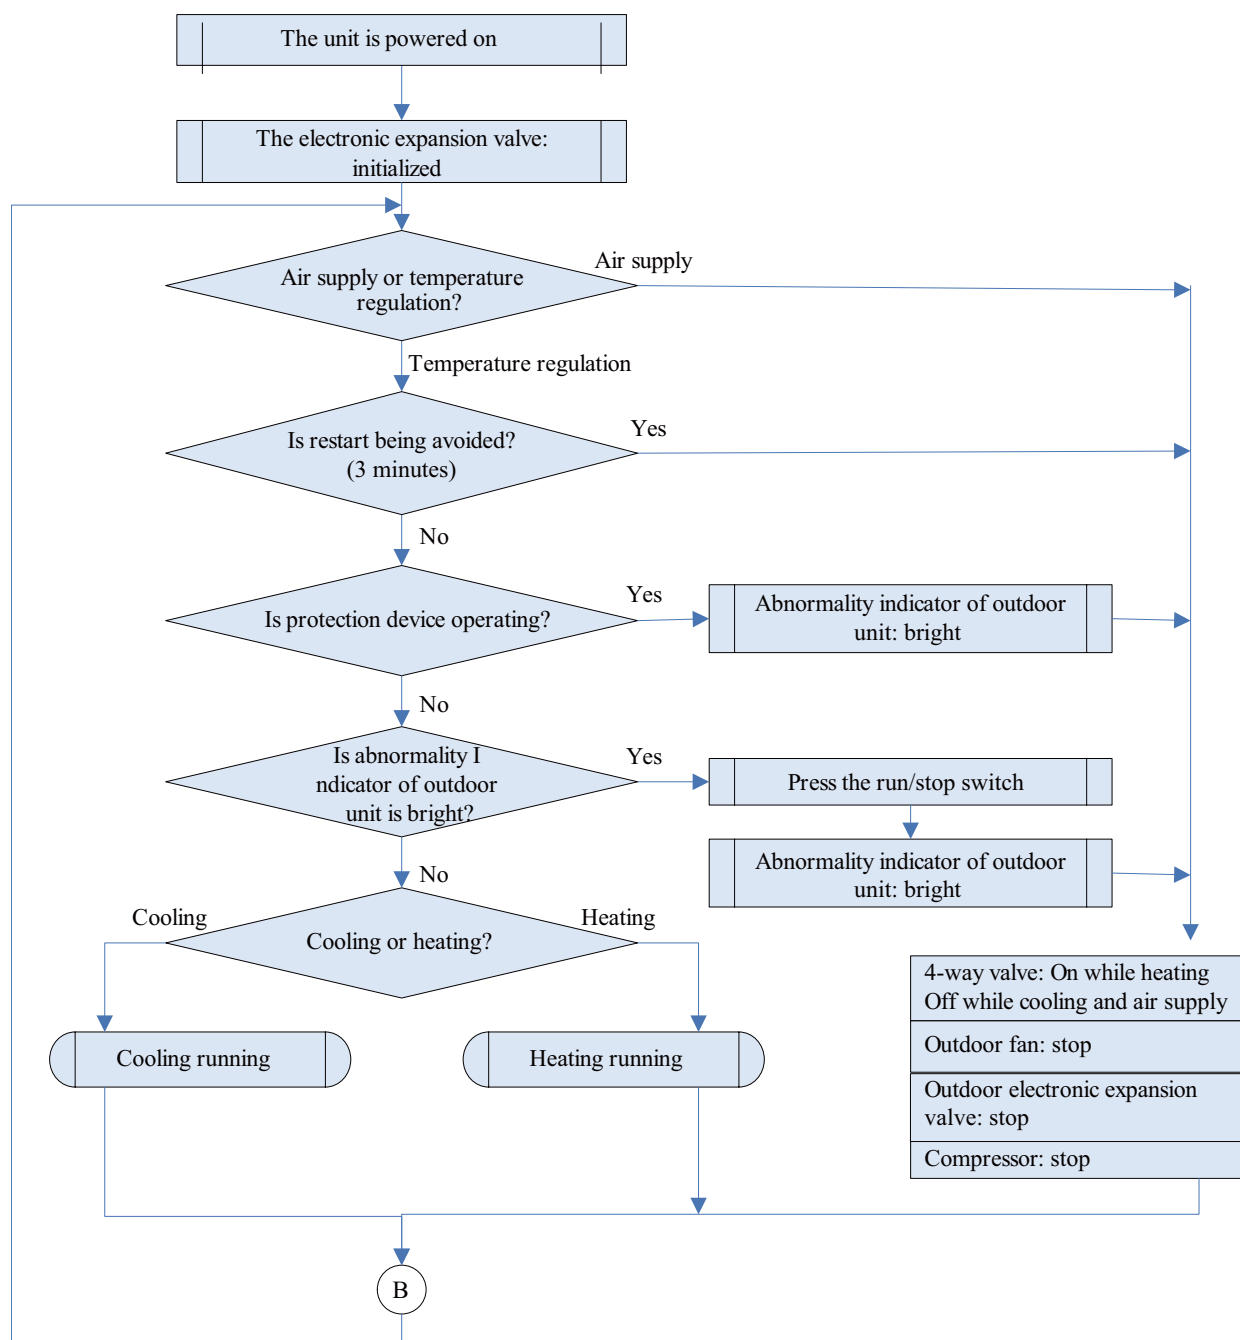 The unit is powered on
The electronic expansion valve:
initialized
Air supply or temperature
regulation?
Air supply
Temperature regulation
Is restart being avoided?
(3 minutes)
Yes
No
Is protection device operating?
Yes
Abnormality indicator of outdoor
unit: bright
No
Is abnormality I
ndicator of outdoor
unit is bright?
Yes
Press the run/stop switch
Abnormality indicator of outdoor
unit: bright
No
Cooling
Heating
Cooling or heating?
4-way valve: On while heating
Off while cooling and air supply
Outdoor fan: stop
Outdoor electronic expansion
valve: stop
Compressor: stop
Cooling running
Heating running
B